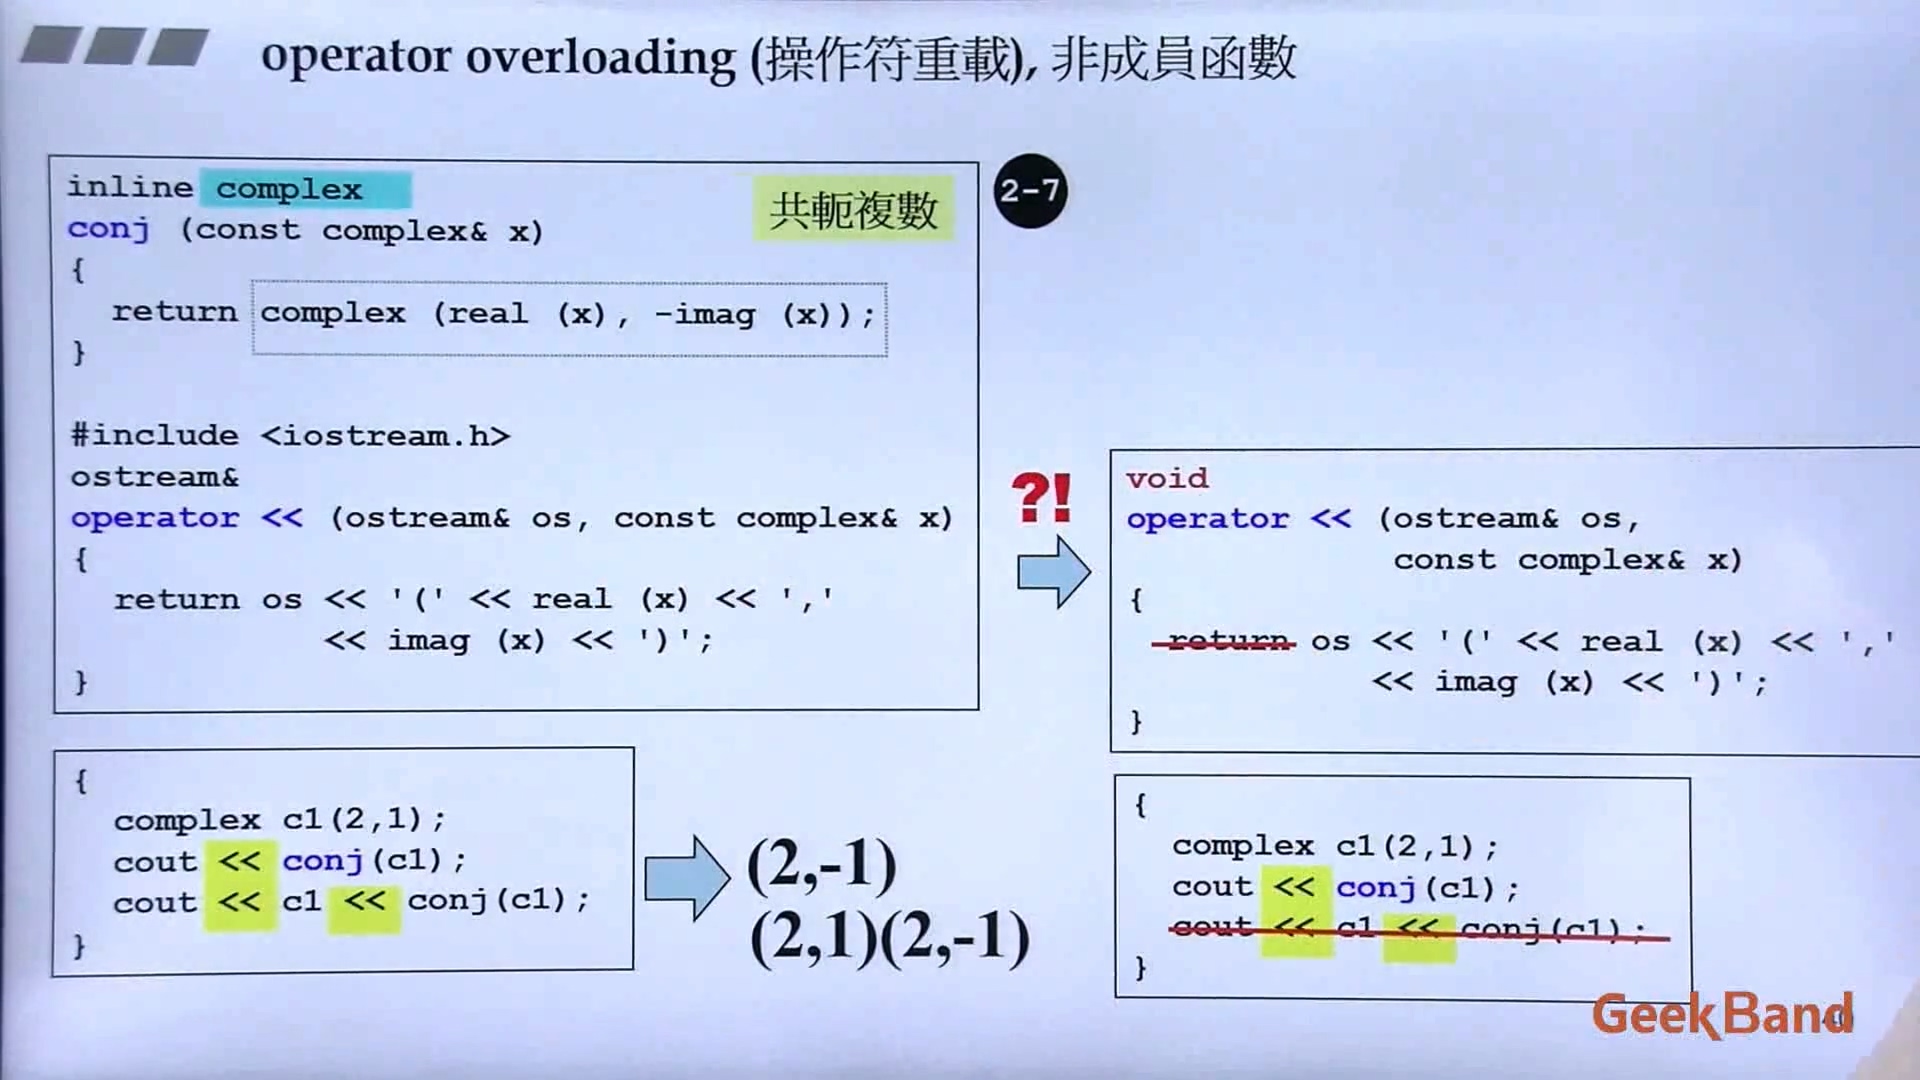 operator overloading (操作符重載), 非成員函數
inline complex
conj (const complex& x)
{
return complex (real (x), -imag (x));
}
共軛複數
2-7
#include <iostream.h>
ostream&
operator << (ostream& os, const complex& x)
{
return os << '(' << real (x) << ','
<< imag (x) << ')';
}
?!
void
operator << (ostream& os,
const complex& x)
{
return os << '(' << real (x) << ','
<< imag (x) << ')';
}
{
complex c1(2,1);
cout << conj(c1);
cout << c1 << conj(c1);
}
(2,-1)
(2,1)(2,-1)
{
complex c1(2,1);
cout << conj(c1);
cout << c1 << conj(c1);
}
GeekBand